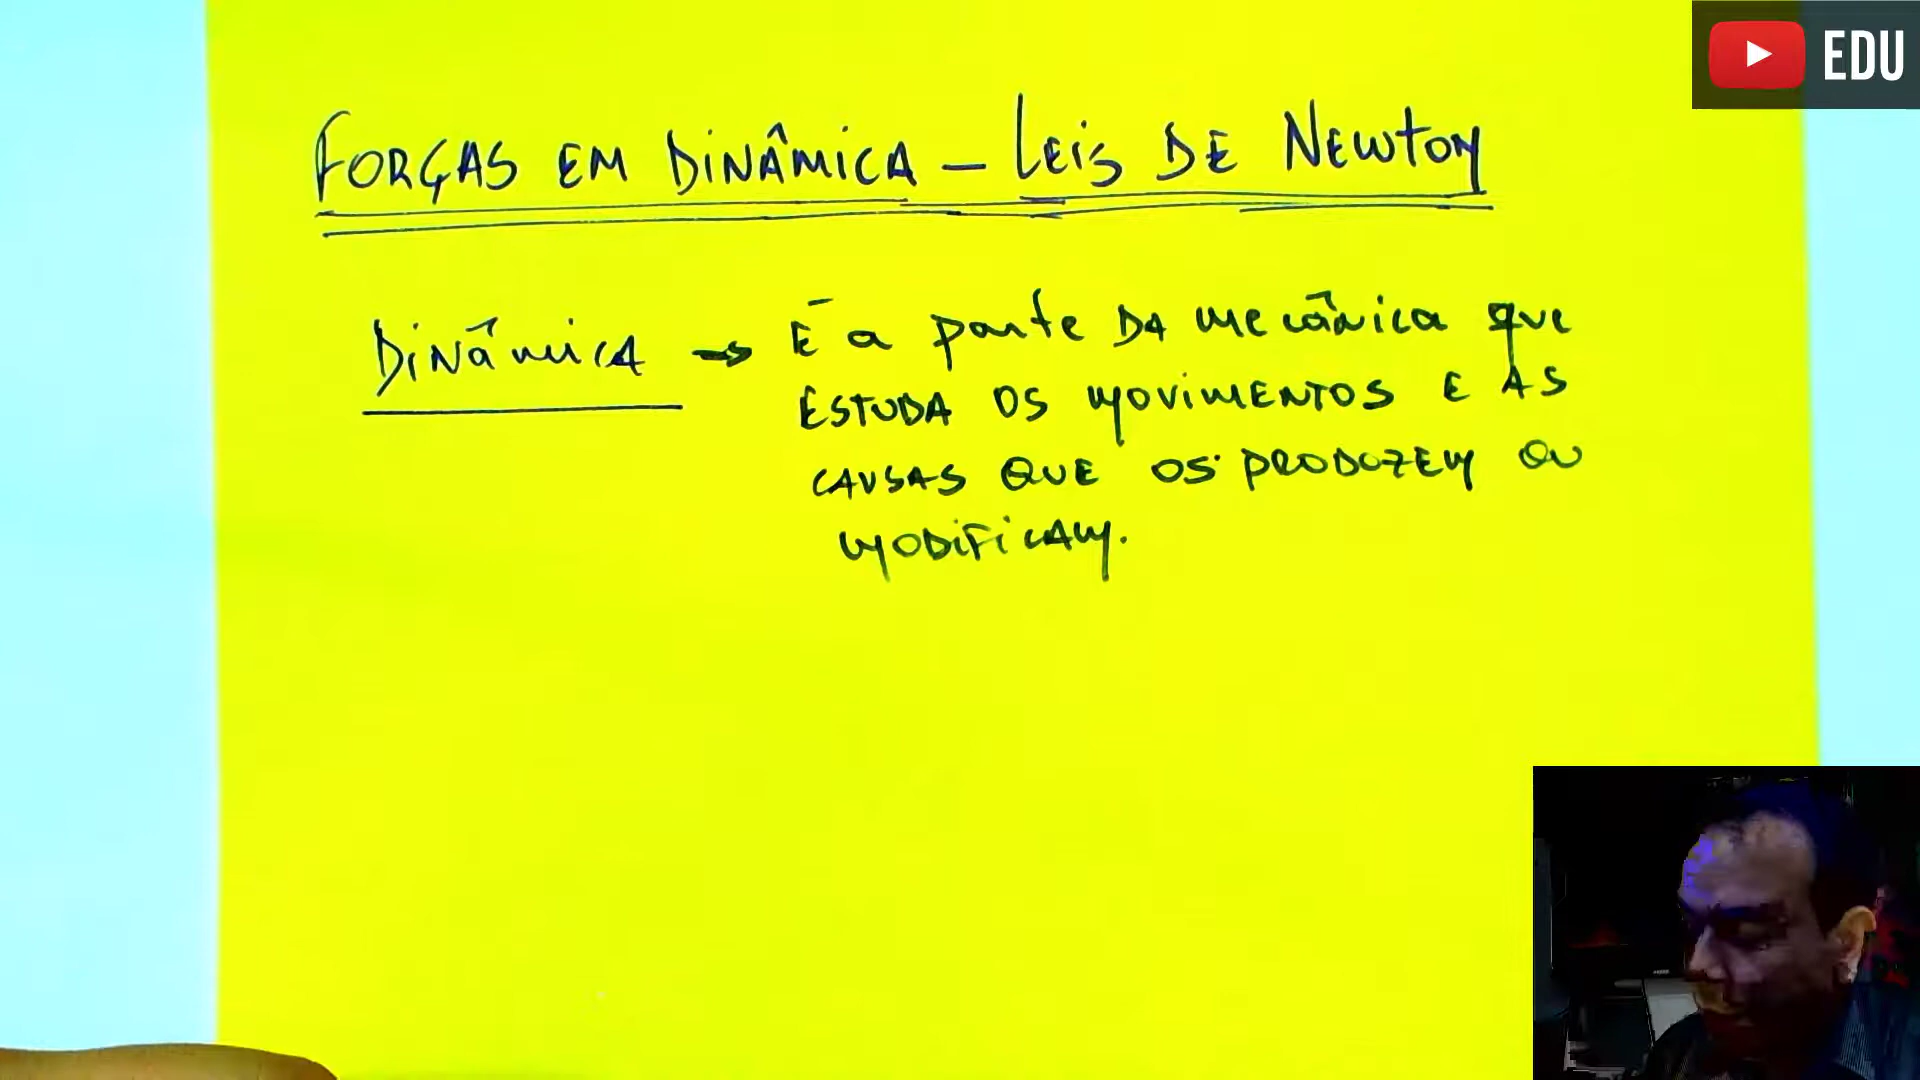 EDU
FORÇAS EM DINÂMICA – LEIS DE NEWTON
DINÂMICA → É a parte DA mecânica que
ESTUDA OS MOVIMENTOS E AS
CAUSAS QUE OS PRODUZEM OU
MODIFICAM.